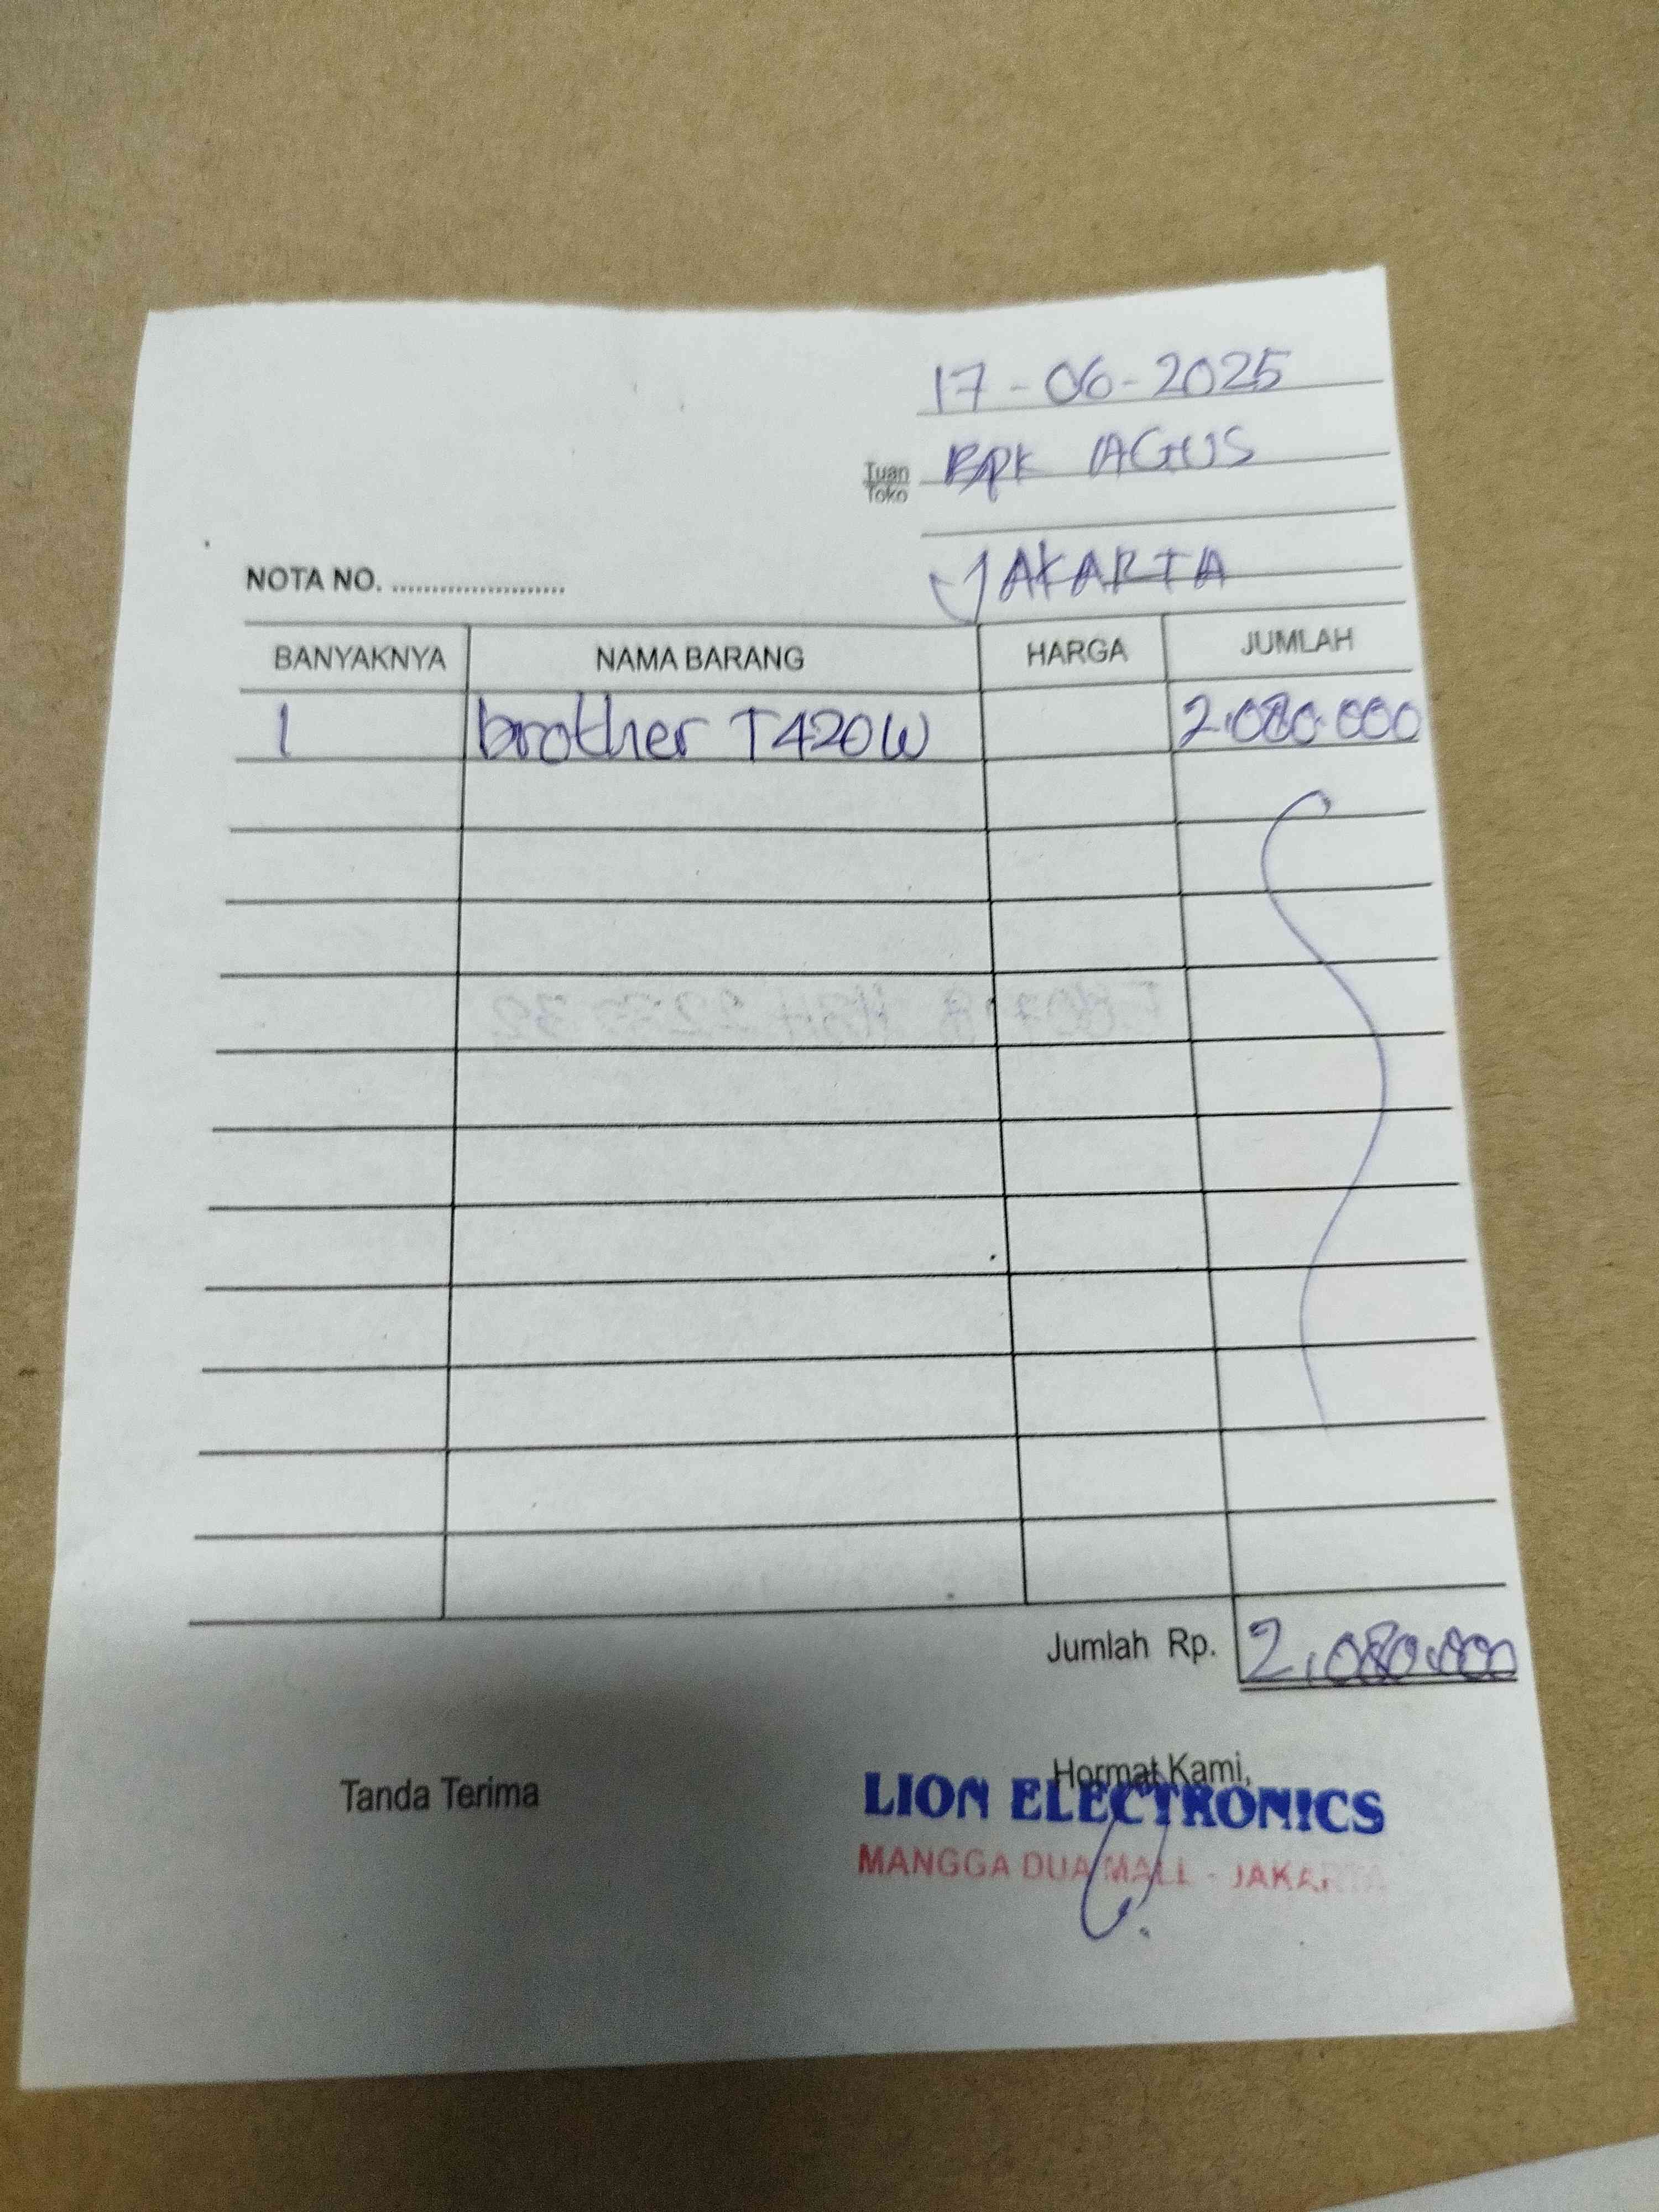 17-06-2025
Tuan
Toko
Bpk AGUS
JAKARTA
NOTA NO. ......................
BANYAKNYA NAMA BARANG HARGA JUMLAH
1 brother T420W 2.080.000
Jumlah Rp. 2.080.000
Tanda Terima Hormat Kami,
LION ELECTRONICS
MANGGA DUA MALL - JAKARTA